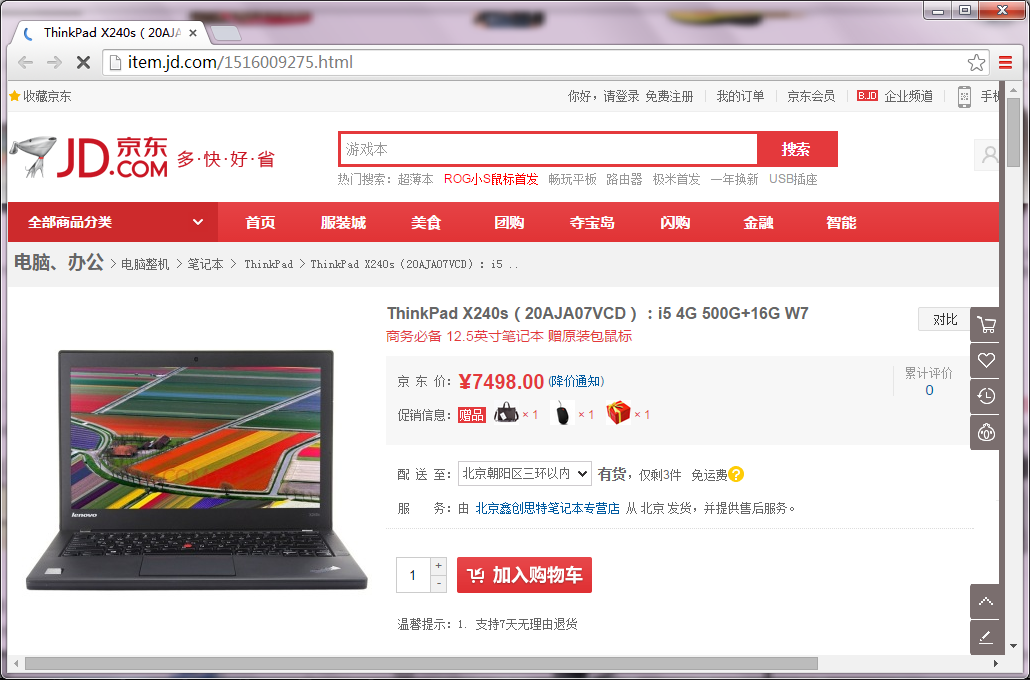 ThinkPad X240s ( 20AJA
item.jd.com/1516009275.html
收藏京东 你好，请登录 免费注册 我的订单 京东会员 B.JD 企业频道 手机
JD.COM 京东 多·快·好·省
游戏本 搜索
热门搜索： 超薄本 ROG小S鼠标首发 畅玩平板 路由器 极米首发 一年换新 USB插座
全部商品分类 首页 服装城 美食 团购 夺宝岛 闪购 金融 智能
电脑、办公 > 电脑整机 > 笔记本 > ThinkPad > ThinkPad X240s（20AJA07VCD）: i5 ..
ThinkPad X240s（20AJA07VCD）：i5 4G 500G+16G W7
对比
商务必备 12.5英寸笔记本 赠原装包鼠标
京 东 价： ¥7498.00 (降价通知)
累计评价
0
促销信息： 赠品 × 1 × 1 × 1
配 送 至： 北京朝阳区三环以内 有货，仅剩3件 免运费 ?
服 务： 由 北京鑫创思特笔记本专营店 从 北京 发货，并提供售后服务。
lenovo
1 + - 加入购物车
温馨提示： 1. 支持7天无理由退货